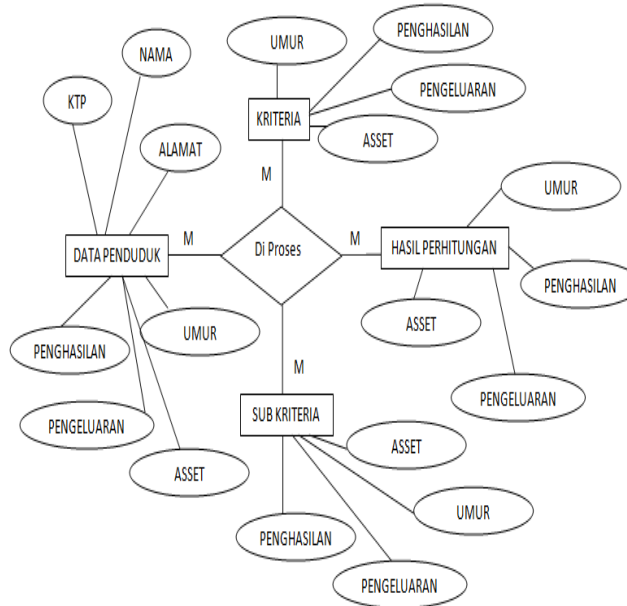 NAMA
UMUR
PENGHASILAN
KTP
PENGELUARAN
KRITERIA
ALAMAT
ASSET
M
UMUR
DATA PENDUDUK
M
Di Proses
M
HASIL PERHITUNGAN
PENGHASILAN
UMUR
ASSET
PENGHASILAN
M
PENGELUARAN
PENGELUARAN
SUB KRITERIA
ASSET
ASSET
UMUR
PENGHASILAN
PENGELUARAN